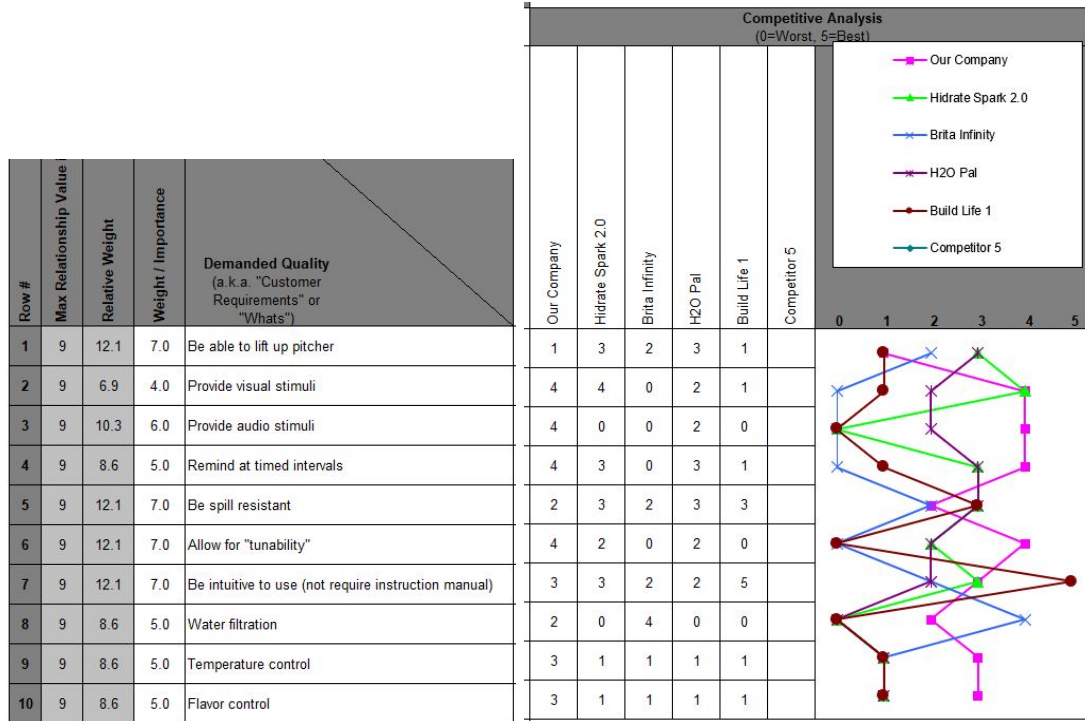 Competitive Analysis
(0=Worst, 5=Best)
Our Company
Hidrate Spark 2.0
Brita Infinity
H2O Pal
Build Life 1
Competitor 5
Row #
Max Relationship Value
Relative Weight
Weight / Importance
Demanded Quality
(a.k.a. "Customer
Requirements" or
"Whats")
Our Company
Hidrate Spark 2.0
Brita Infinity
H2O Pal
Build Life 1
Competitor 5
0 1 2 3 4 5
1 9 12.1 7.0 Be able to lift up pitcher 1 3 2 3 1
2 9 6.9 4.0 Provide visual stimuli 4 4 0 2 1
3 9 10.3 6.0 Provide audio stimuli 4 0 0 2 0
4 9 8.6 5.0 Remind at timed intervals 4 3 0 3 1
5 9 12.1 7.0 Be spill resistant 2 3 2 3 3
6 9 12.1 7.0 Allow for "tunability" 4 2 0 2 0
7 9 12.1 7.0 Be intuitive to use (not require instruction manual) 3 3 2 2 5
8 9 8.6 5.0 Water filtration 2 0 4 0 0
9 9 8.6 5.0 Temperature control 3 1 1 1 1
10 9 8.6 5.0 Flavor control 3 1 1 1 1